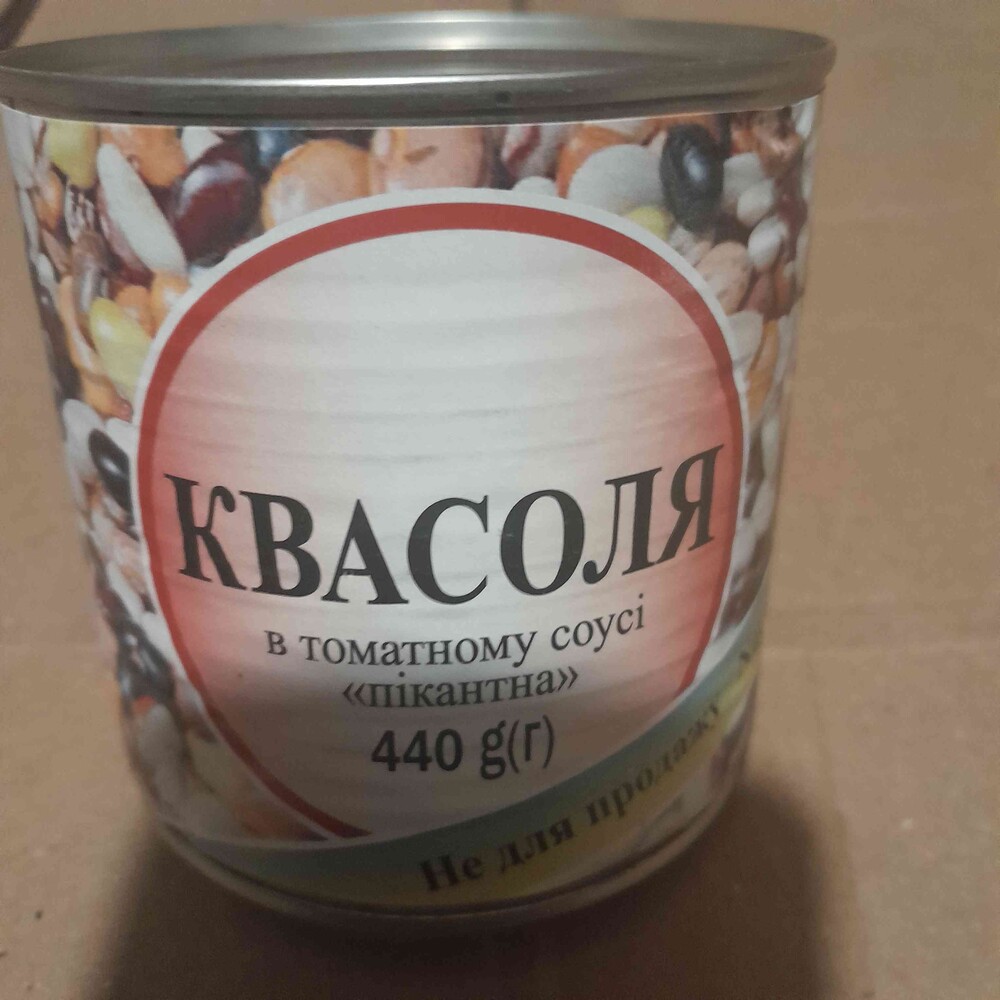 КВАСОЛЯ
в томатному соусі
«пікантна»
440 g(г)
Не для продажу